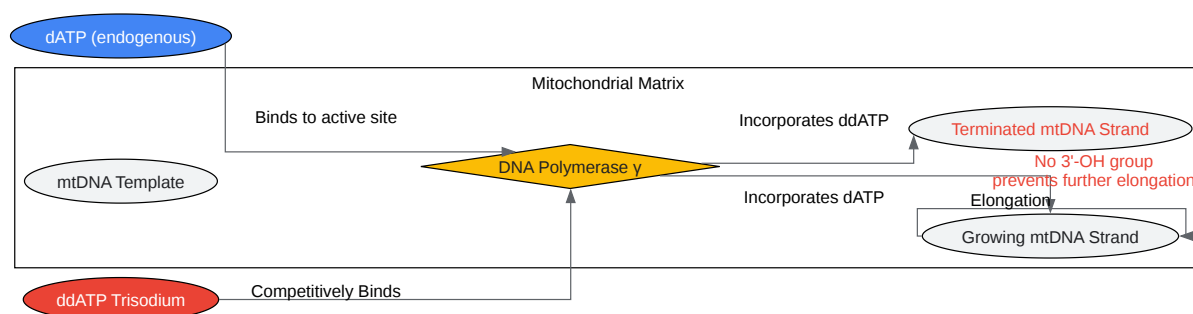 dATP (endogenous)
Mitochondrial Matrix
Binds to active site
Incorporates ddATP
Terminated mtDNA Strand
No 3'-OH group
prevents further elongation
DNA Polymerase γ
mtDNA Template
Incorporates dATP
Elongation
Growing mtDNA Strand
Competitively Binds
ddATP Trisodium